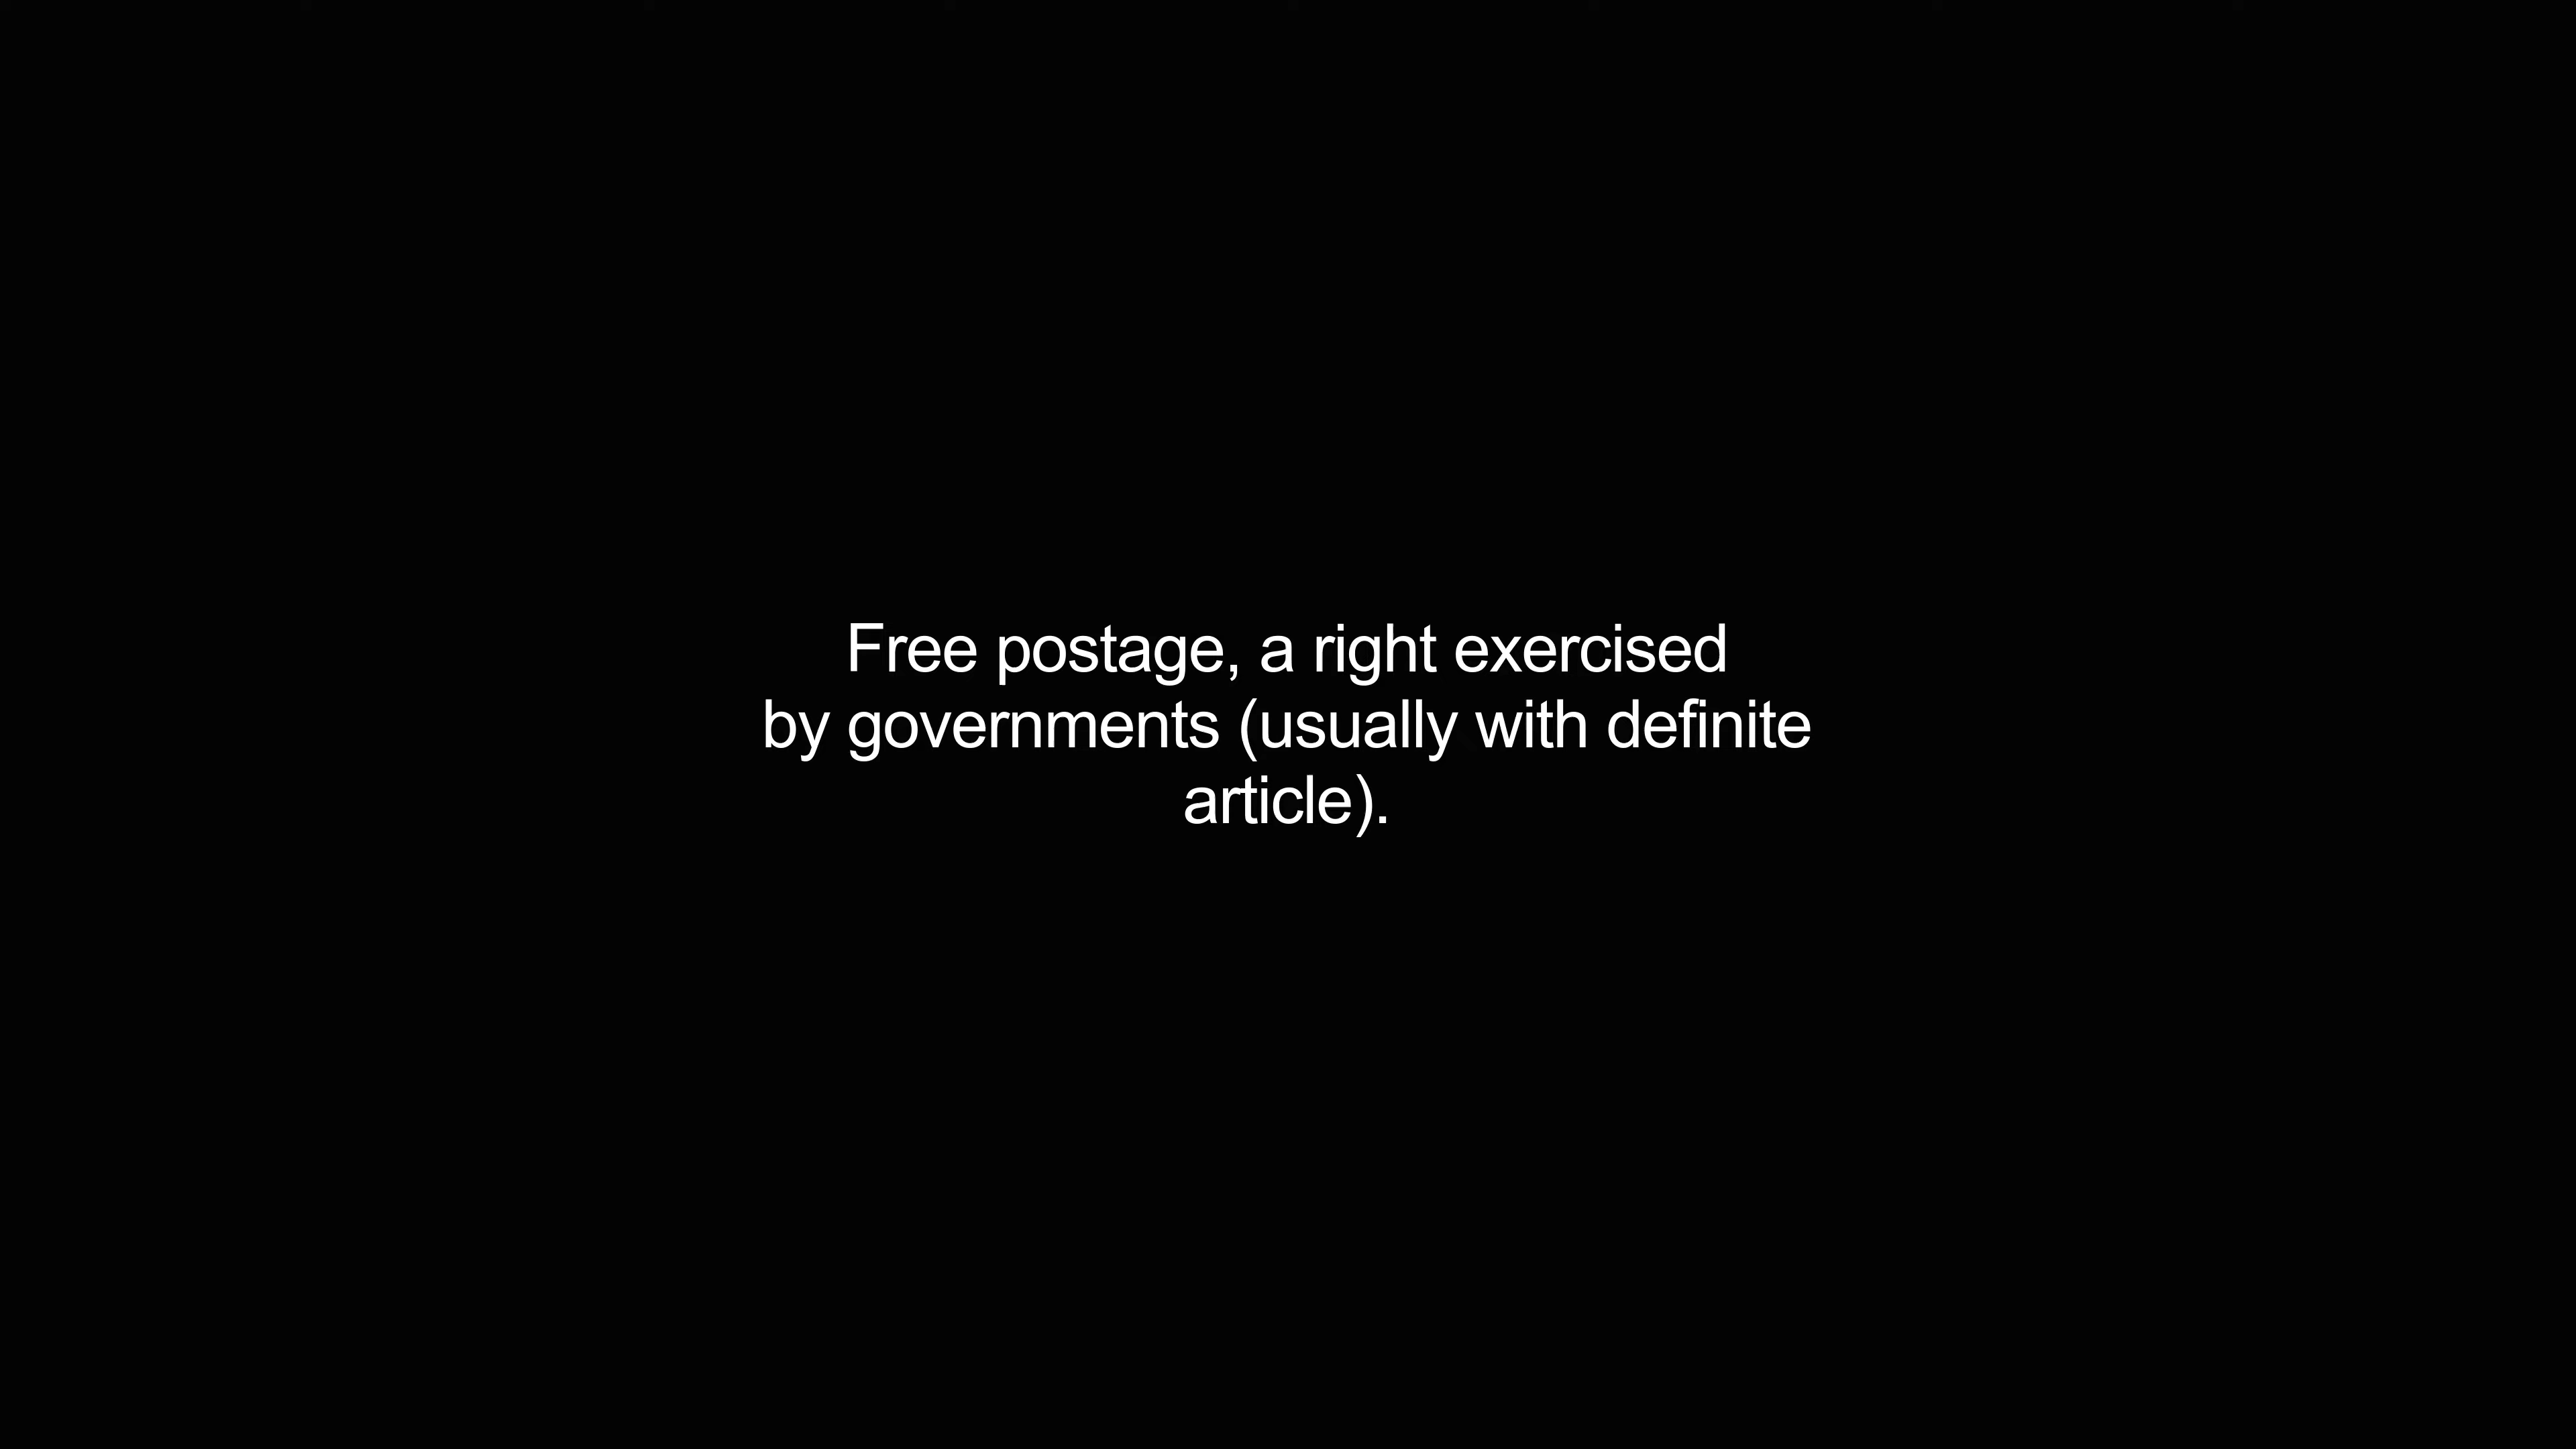 Free postage, a right exercised
by governments (usually with definite
article).